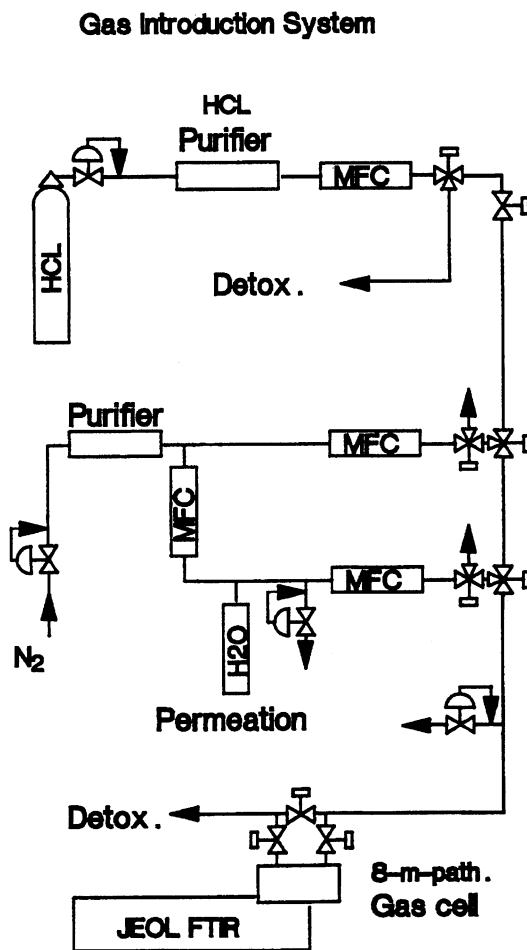 Gas Introduction System
HCL
Purifier
MFC
HCL
Detox.
Purifier
MFC
MFC
MFC
H2O
N2
Permeation
Detox.
8-m-path.
Gas cell
JEOL FTIR